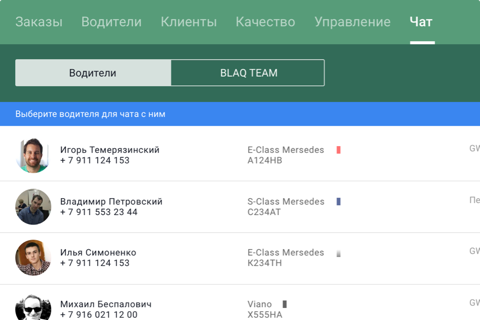 Заказы Водители Клиенты Качество Управление Чат
Водители BLAQ TEAM
Выберите водителя для чата с ним
Игорь Темерязинский E-Class Mersedes GW
+ 7 911 124 153 A124HB
Владимир Петровский S-Class Mersedes Пе
+ 7 911 553 23 44 C234AT
Илья Симоненко E-Class Mersedes GW
+ 7 911 124 153 K234TH
Михаил Беспалович Viano GW
+ 7 916 021 12 00 X555HA